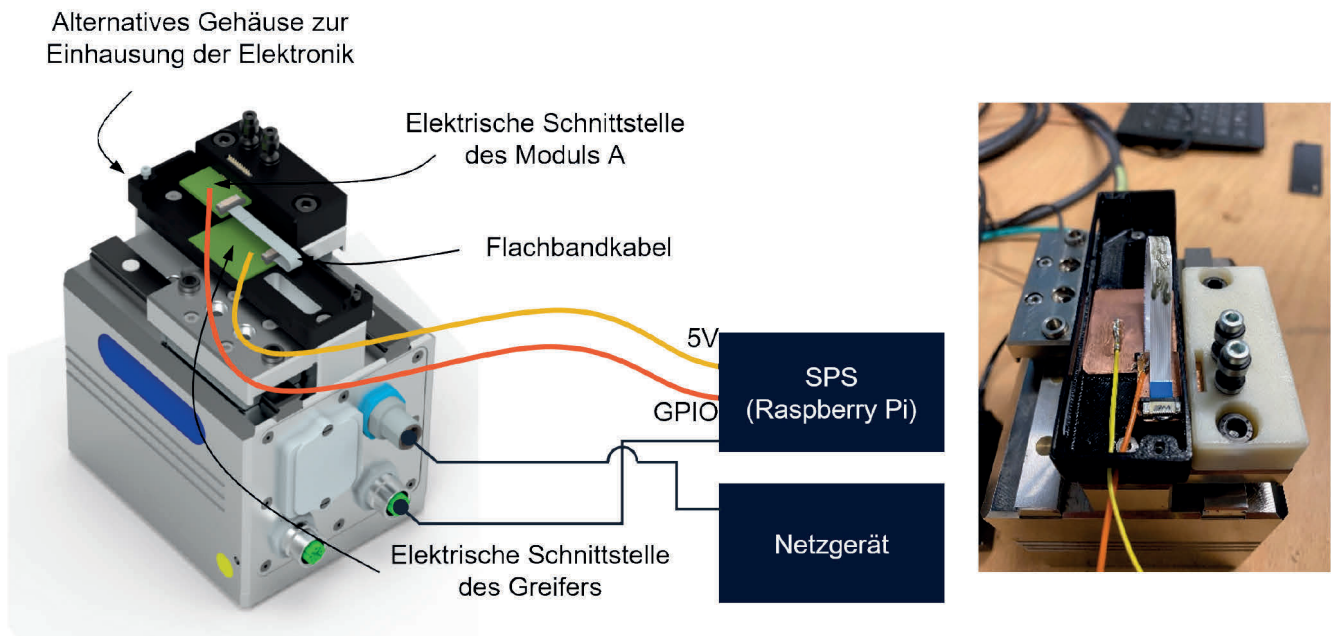 Alternatives Gehäuse zur
Einhausung der Elektronik
Elektrische Schnittstelle
des Moduls A
Flachbandkabel
5V
GPIO
SPS
(Raspberry Pi)
Netzgerät
Elektrische Schnittstelle
des Greifers